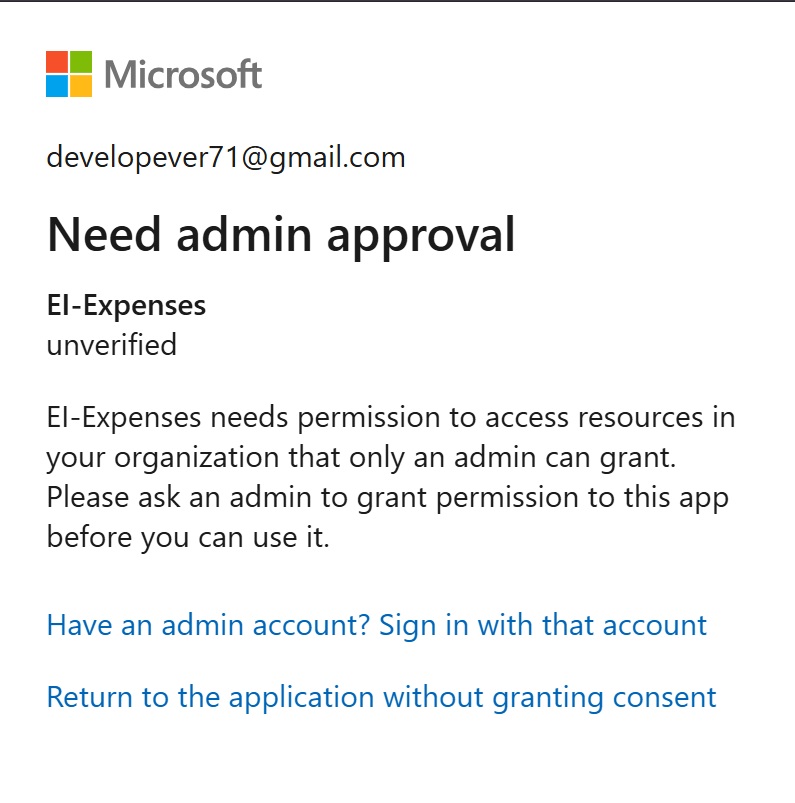 Microsoft
developever71@gmail.com
Need admin approval
EI-Expenses
unverified
EI-Expenses needs permission to access resources in
your organization that only an admin can grant.
Please ask an admin to grant permission to this app
before you can use it.
Have an admin account? Sign in with that account
Return to the application without granting consent